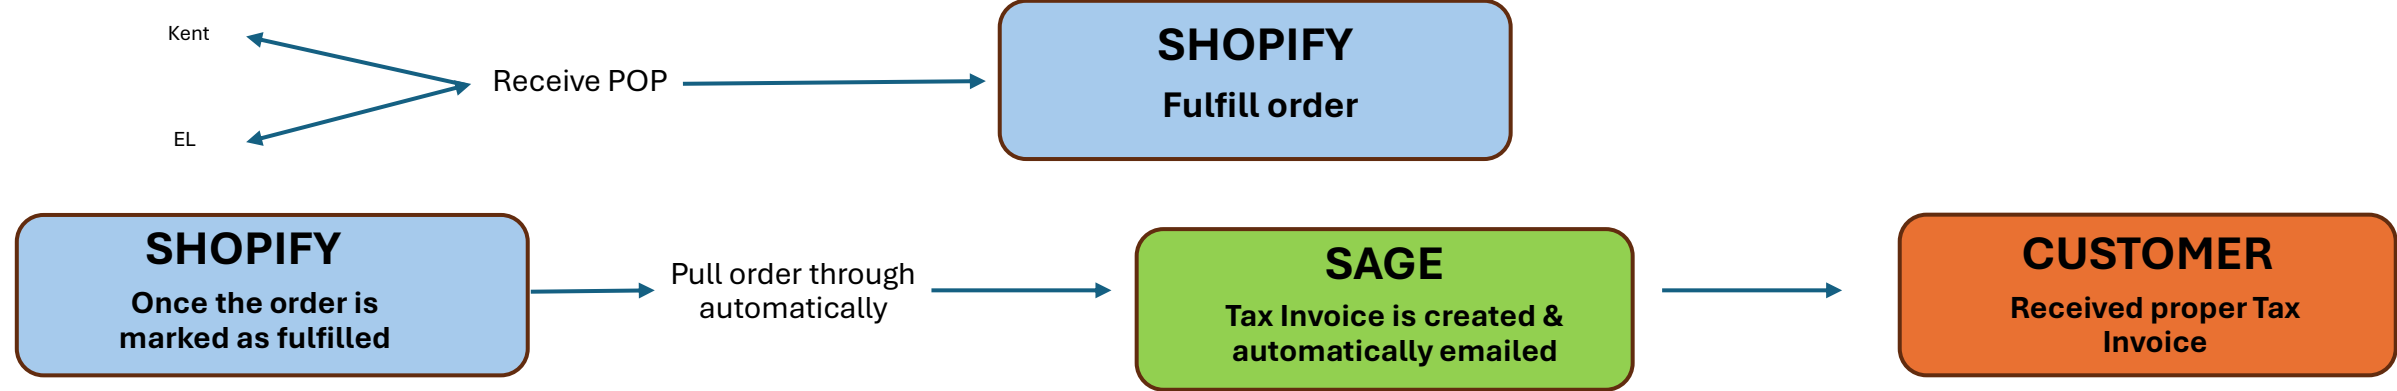 Kent
EL
Receive POP
SHOPIFY
Fulfill order
SHOPIFY
Once the order is
marked as fulfilled
Pull order through
automatically
SAGE
Tax Invoice is created &
automatically emailed
CUSTOMER
Received proper Tax
Invoice